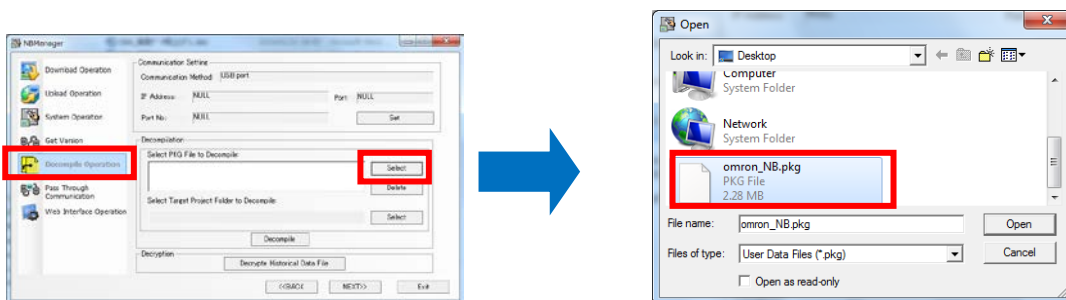 NBManager
Download Operation
Upload Operation
System Operation
Get Version
Decompile Operation
Pass Through
Communication
Web Interface Operation
Communication Setting
Communication Method USB port
IP Address NULL Port NULL
Port No. NULL Set
Decompilation
Select PKG File to Decompile
Select
Delete
Select Target Project Folder to Decompile
Select
Decompile
Decryption
Decrypte Historical Data File
<<BACK NEXT>> Exit
Open
Look in: Desktop
Computer
System Folder
Network
System Folder
omron_NB.pkg
PKG File
2.28 MB
File name: omron_NB.pkg Open
Files of type: User Data Files (*.pkg) Cancel
Open as read-only